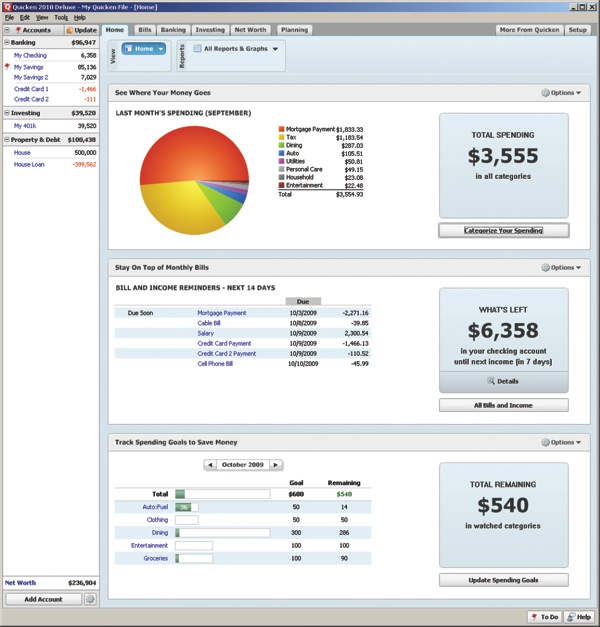 Quicken 2010 Deluxe - My Quicken File - [Home]
File Edit View Tools Help
Accounts Update
Home Bills Banking Investing Net Worth Planning More From Quicken Setup
Banking $96,947
My Checking 6,358
My Savings 85,136
My Savings 2 7,029
Credit Card 1 -1,466
Credit Card 2 -111
Investing $39,520
My 401k 39,520
Property & Debt $100,438
House 500,000
House Loan -399,562
Net Worth $236,904
Add Account
View
Home
Reports
All Reports & Graphs
See Where Your Money Goes
Options
LAST MONTH'S SPENDING (SEPTEMBER)
Mortgage Payment $1,833.33
Tax $1,183.54
Dining $287.03
Auto $105.51
Utilities $50.81
Personal Care $49.15
Household $23.08
Entertainment $22.48
Total $3,554.93
TOTAL SPENDING
$3,555
in all categories
Categorize Your Spending
Stay On Top of Monthly Bills
Options
BILL AND INCOME REMINDERS - NEXT 14 DAYS
Due
Due Soon Mortgage Payment 10/3/2009 -2,271.16
Cable Bill 10/8/2009 -39.85
Salary 10/9/2009 2,300.54
Credit Card Payment 10/9/2009 -1,466.13
Credit Card 2 Payment 10/9/2009 -110.52
Cell Phone Bill 10/10/2009 -45.99
WHAT'S LEFT
$6,358
in your checking account
until next income (in 7 days)
Details
All Bills and Income
Track Spending Goals to Save Money
Options
October 2009
Goal Remaining
Total $600 $540
Auto:Fuel 36 50 14
Clothing 50 50
Dining 300 286
Entertainment 100 100
Groceries 100 90
TOTAL REMAINING
$540
in watched categories
Update Spending Goals
To Do Help